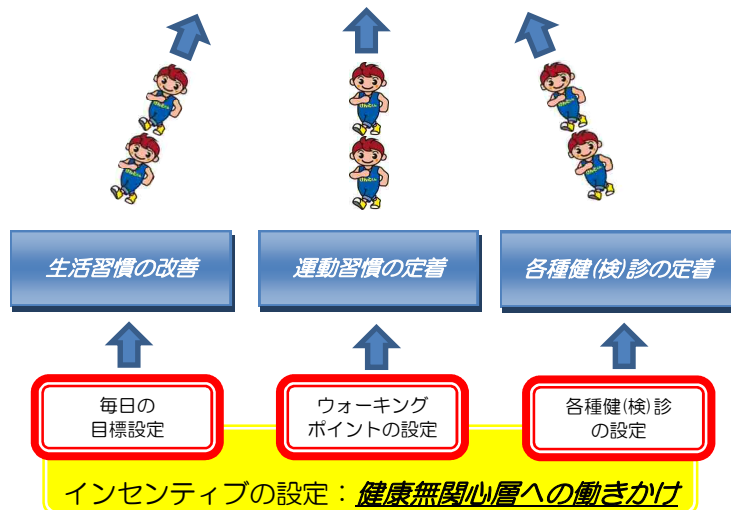 生活習慣の改善
運動習慣の定着
各種健(検)診の定着
毎日の
目標設定
ウォーキング
ポイントの設定
各種健(検)診
の設定
インセンティブの設定：健康無関心層への働きかけ